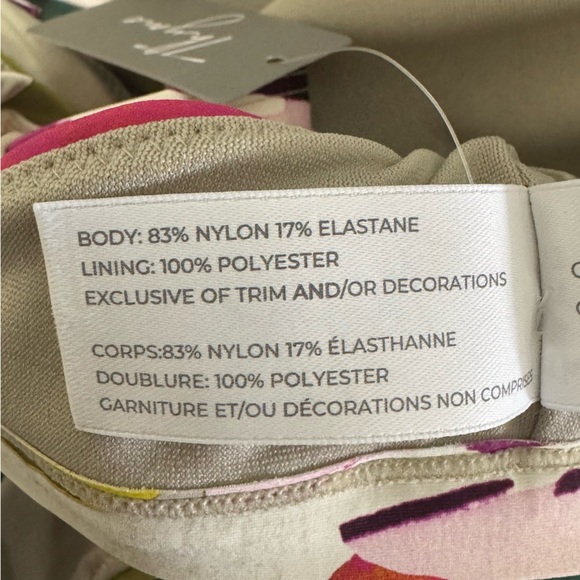 Thyme
BODY: 83% NYLON 17% ELASTANE
LINING: 100% POLYESTER
EXCLUSIVE OF TRIM AND/OR DECORATIONS
CORPS:83% NYLON 17% ÉLASTHANNE
DOUBLURE: 100% POLYESTER
GARNITURE ET/OU DÉCORATIONS NON COMPRISES